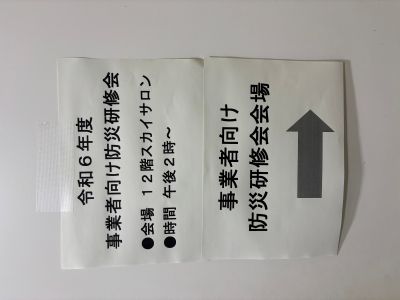 令和６年度
事業者向け防災研修会
●会場　１２階スカイサロン
●時間　午後２時～
事業者向け
防災研修会会場